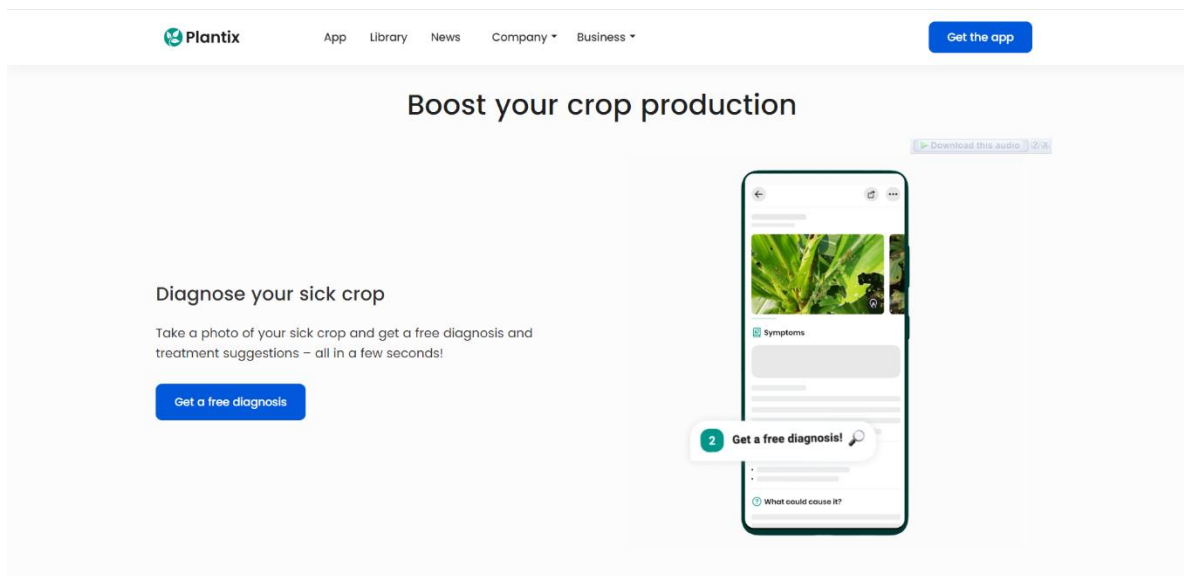 Plantix
App
Library
News
Company
Business
Get the app
Boost your crop production
Download this audio
Diagnose your sick crop
Take a photo of your sick crop and get a free diagnosis and
treatment suggestions – all in a few seconds!
Get a free diagnosis
Symptoms
2 Get a free diagnosis!
What could cause it?